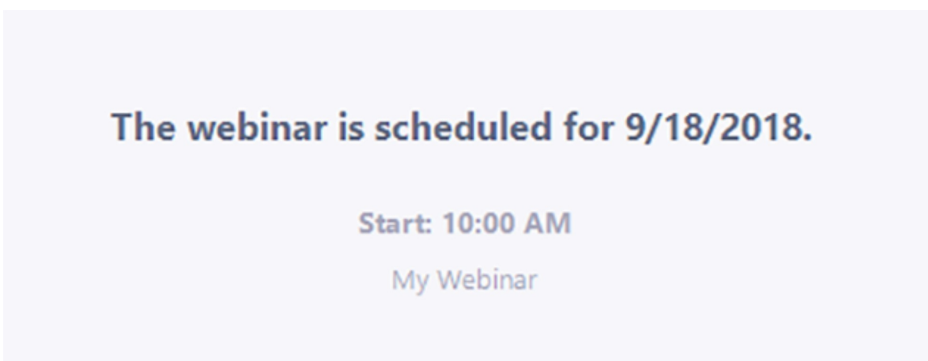 The webinar is scheduled for 9/18/2018.
Start: 10:00 AM
My Webinar